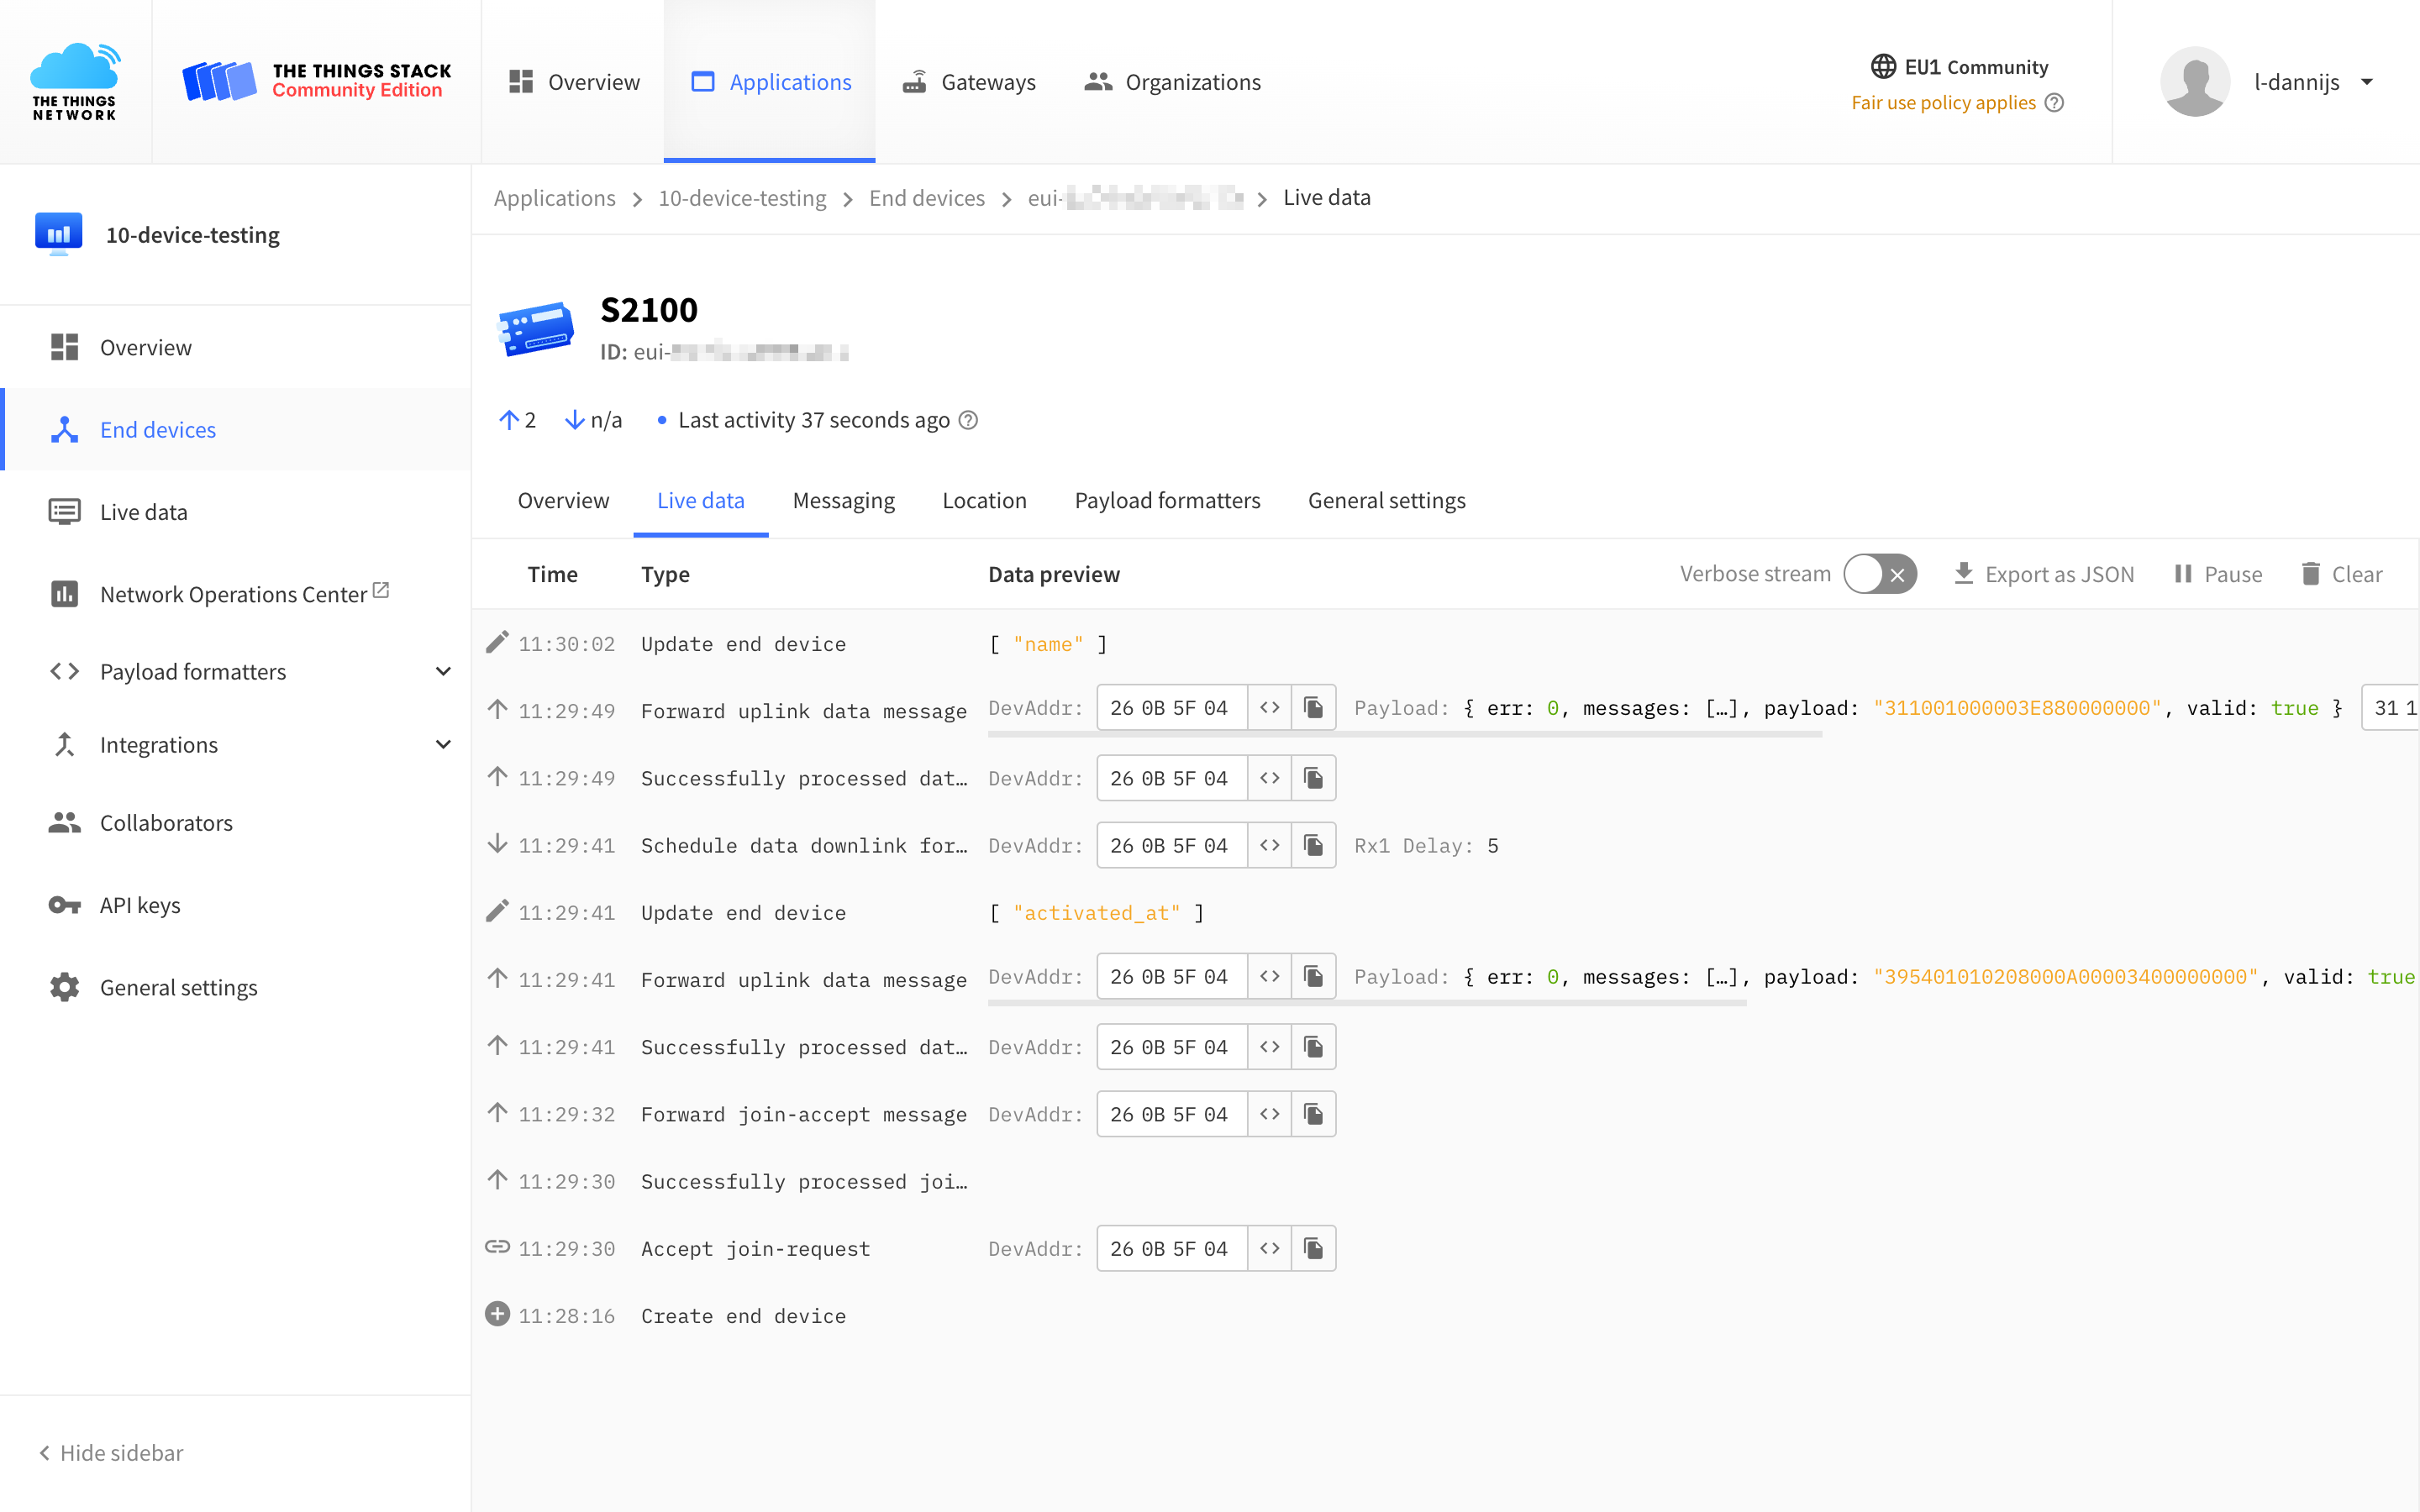 THE THINGS
NETWORK
THE THINGS STACK
Community Edition
Overview
Applications
Gateways
Organizations
EU1 Community
Fair use policy applies
l-dannijs
10-device-testing
Overview
End devices
Live data
Network Operations Center
Payload formatters
Integrations
Collaborators
API keys
General settings
Hide sidebar
Applications > 10-device-testing > End devices > eui- > Live data
S2100
ID: eui-
2 n/a • Last activity 37 seconds ago
Overview Live data Messaging Location Payload formatters General settings
Time Type Data preview Verbose stream Export as JSON Pause Clear
11:30:02 Update end device [ "name" ]
11:29:49 Forward uplink data message DevAddr: 26 0B 5F 04 <> Payload: { err: 0, messages: […], payload: "311001000003E880000000", valid: true } 31 1
11:29:49 Successfully processed dat… DevAddr: 26 0B 5F 04 <>
11:29:41 Schedule data downlink for… DevAddr: 26 0B 5F 04 <> Rx1 Delay: 5
11:29:41 Update end device [ "activated_at" ]
11:29:41 Forward uplink data message DevAddr: 26 0B 5F 04 <> Payload: { err: 0, messages: […], payload: "395401010208000A00003400000000", valid: true
11:29:41 Successfully processed dat… DevAddr: 26 0B 5F 04 <>
11:29:32 Forward join-accept message DevAddr: 26 0B 5F 04 <>
11:29:30 Successfully processed joi…
11:29:30 Accept join-request DevAddr: 26 0B 5F 04 <>
11:28:16 Create end device